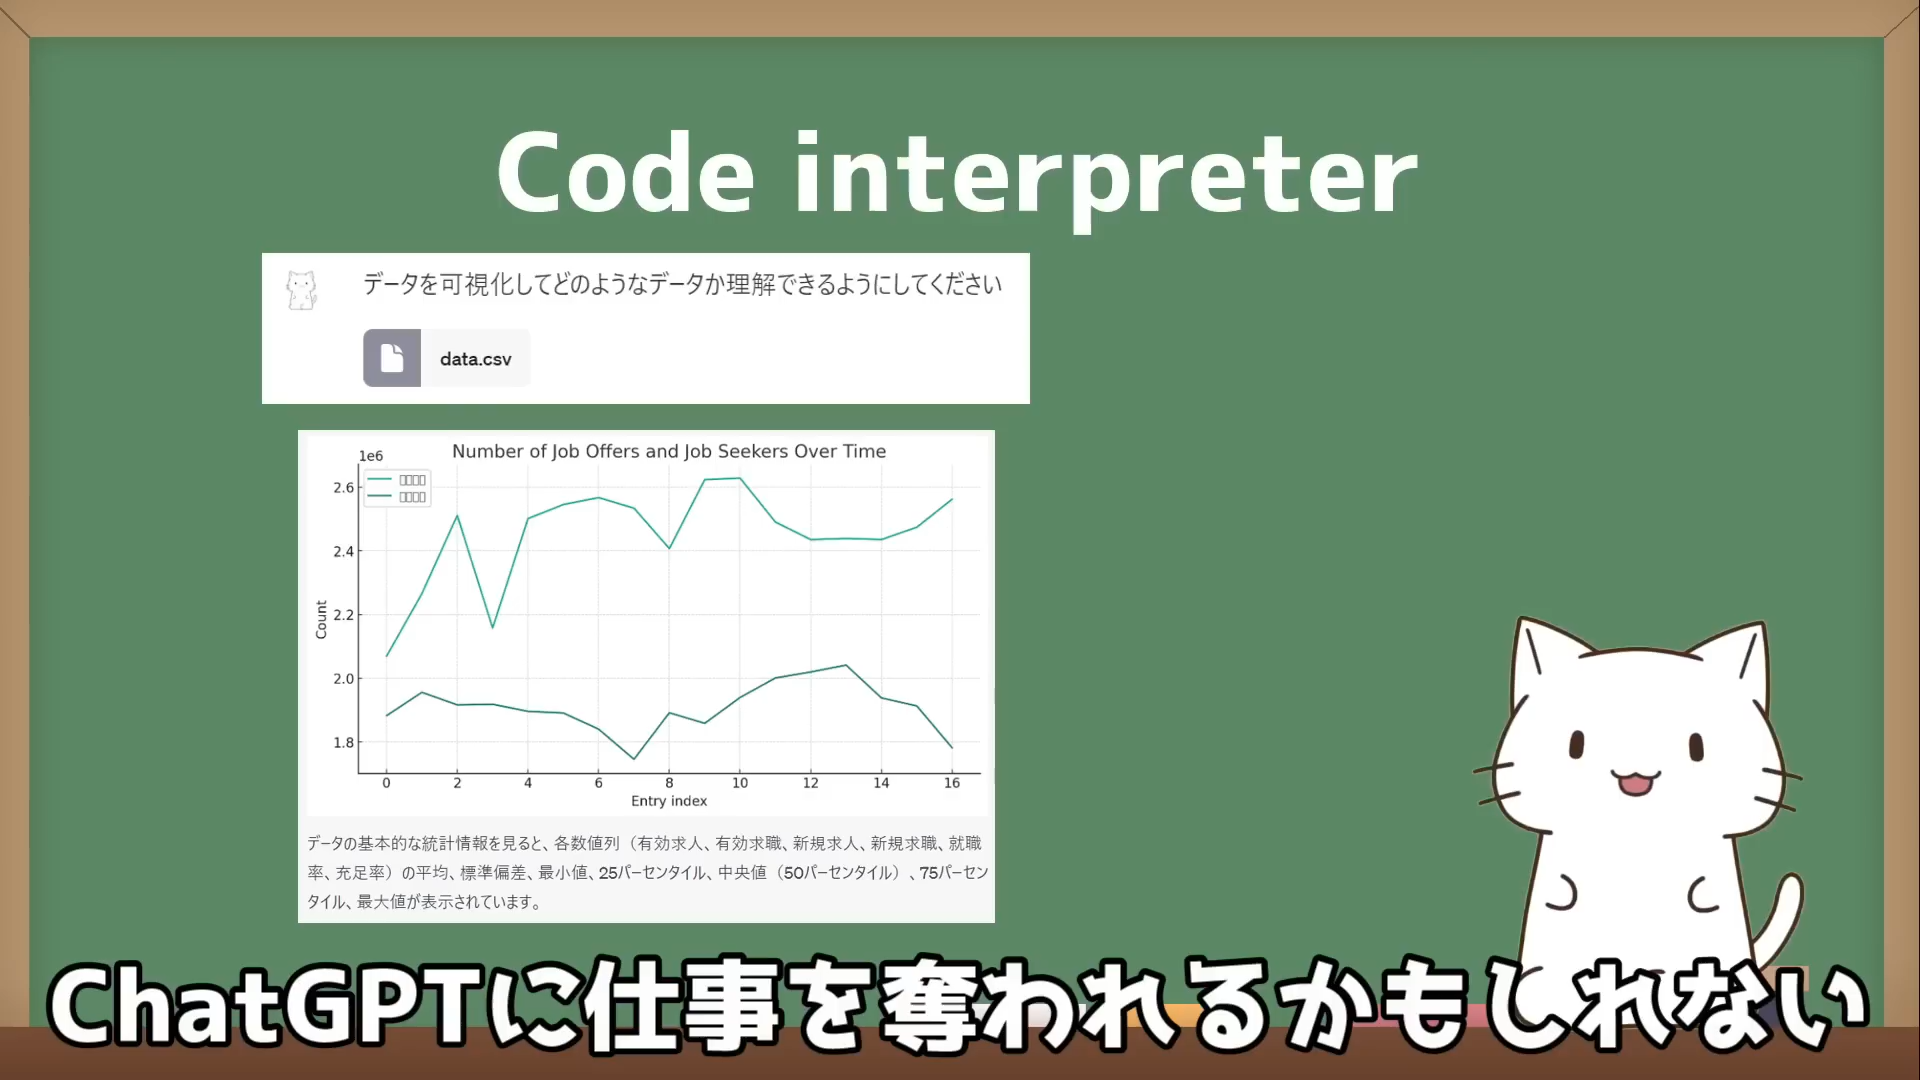 Code interpreter
データを可視化してどのようなデータか理解できるようにしてください
data.csv
Number of Job Offers and Job Seekers Over Time
1e6
2.6
2.4
2.2
2.0
1.8
Count
0 2 4 6 8 10 12 14 16
Entry index
データの基本的な統計情報を見ると、各数値列（有効求人、有効求職、新規求人、新規求職、就職
率、充足率）の平均、標準偏差、最小値、25パーセンタイル、中央値（50パーセンタイル）、75パーセン
タイル、最大値が表示されています。
ChatGPTに仕事を奪われるかもしれない